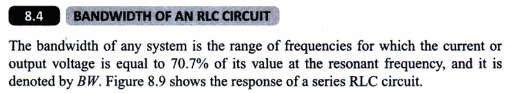 8.4 BANDWIDTH OF AN RLC CIRCUIT
The bandwidth of any system is the range of frequencies for which the current or
output voltage is equal to 70.7% of its value at the resonant frequency, and it is
denoted by BW. Figure 8.9 shows the response of a series RLC circuit.